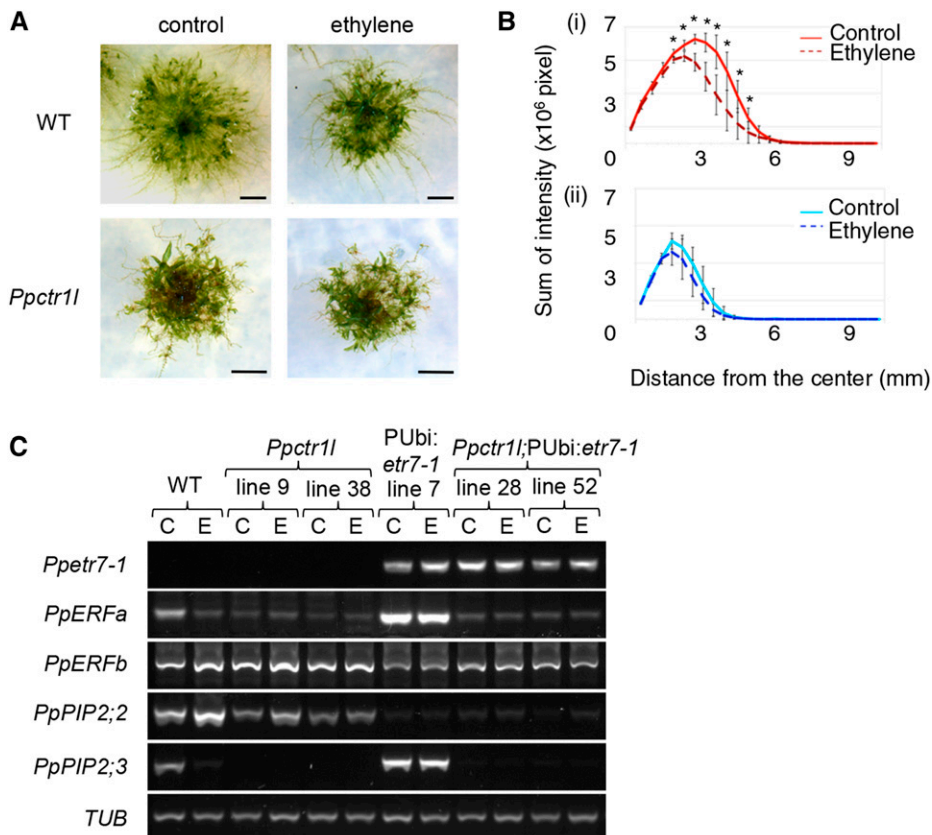 A
control ethylene
WT
Ppctr1l
B
(i)
7
5
3
0
3 6 9
Control
Ethylene
(ii)
7
5
3
0
3 6 9
Control
Ethylene
Sum of intensity (x10⁶ pixel)
Distance from the center (mm)
* * * * * * * *
C
WT
Ppctr1l
line 9 line 38
PUbi:
etr7-1
line 7
Ppctr1l;PUbi:etr7-1
line 28 line 52
C E C E C E C E C E C E
Ppetr7-1
PpERFa
PpERFb
PpPIP2;2
PpPIP2;3
TUB